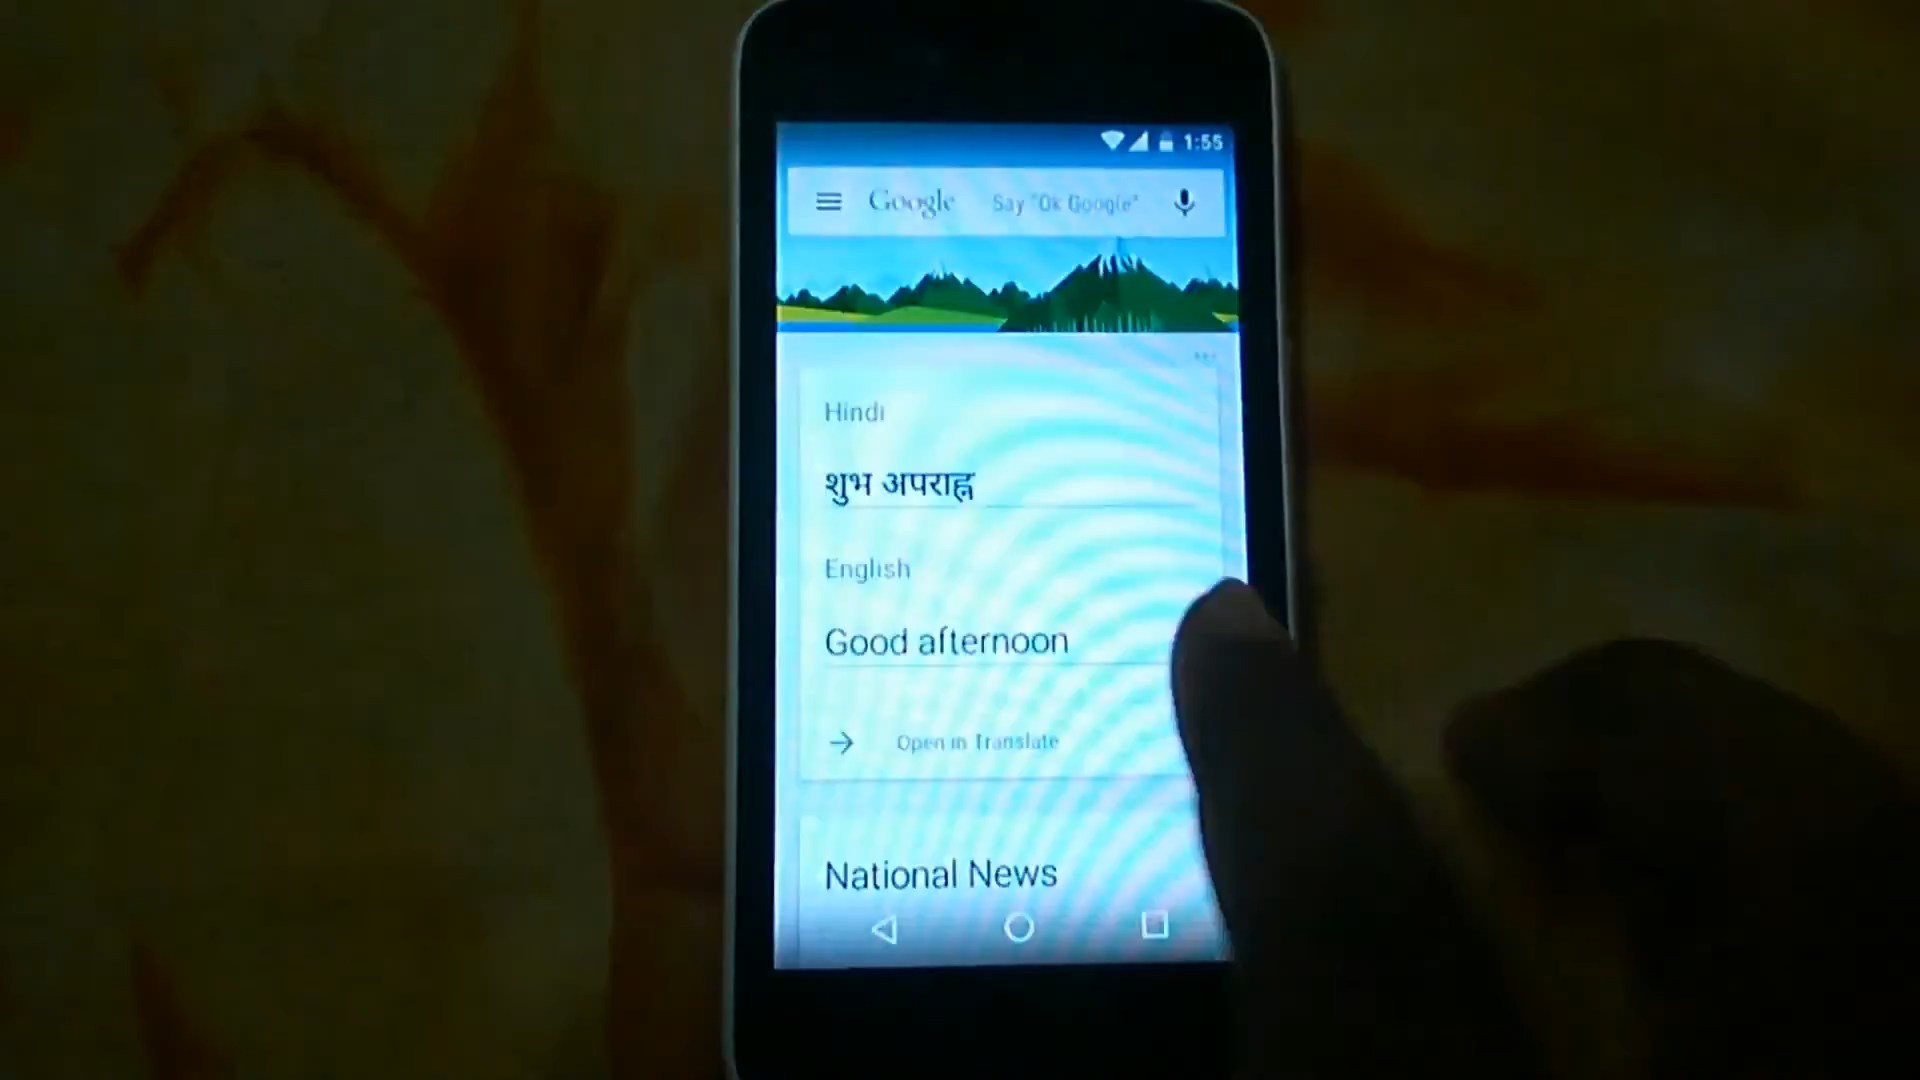 1:55
Google Say "Ok Google"
Hindi
शुभ अपराह्न
English
Good afternoon
Open in Translate
National News